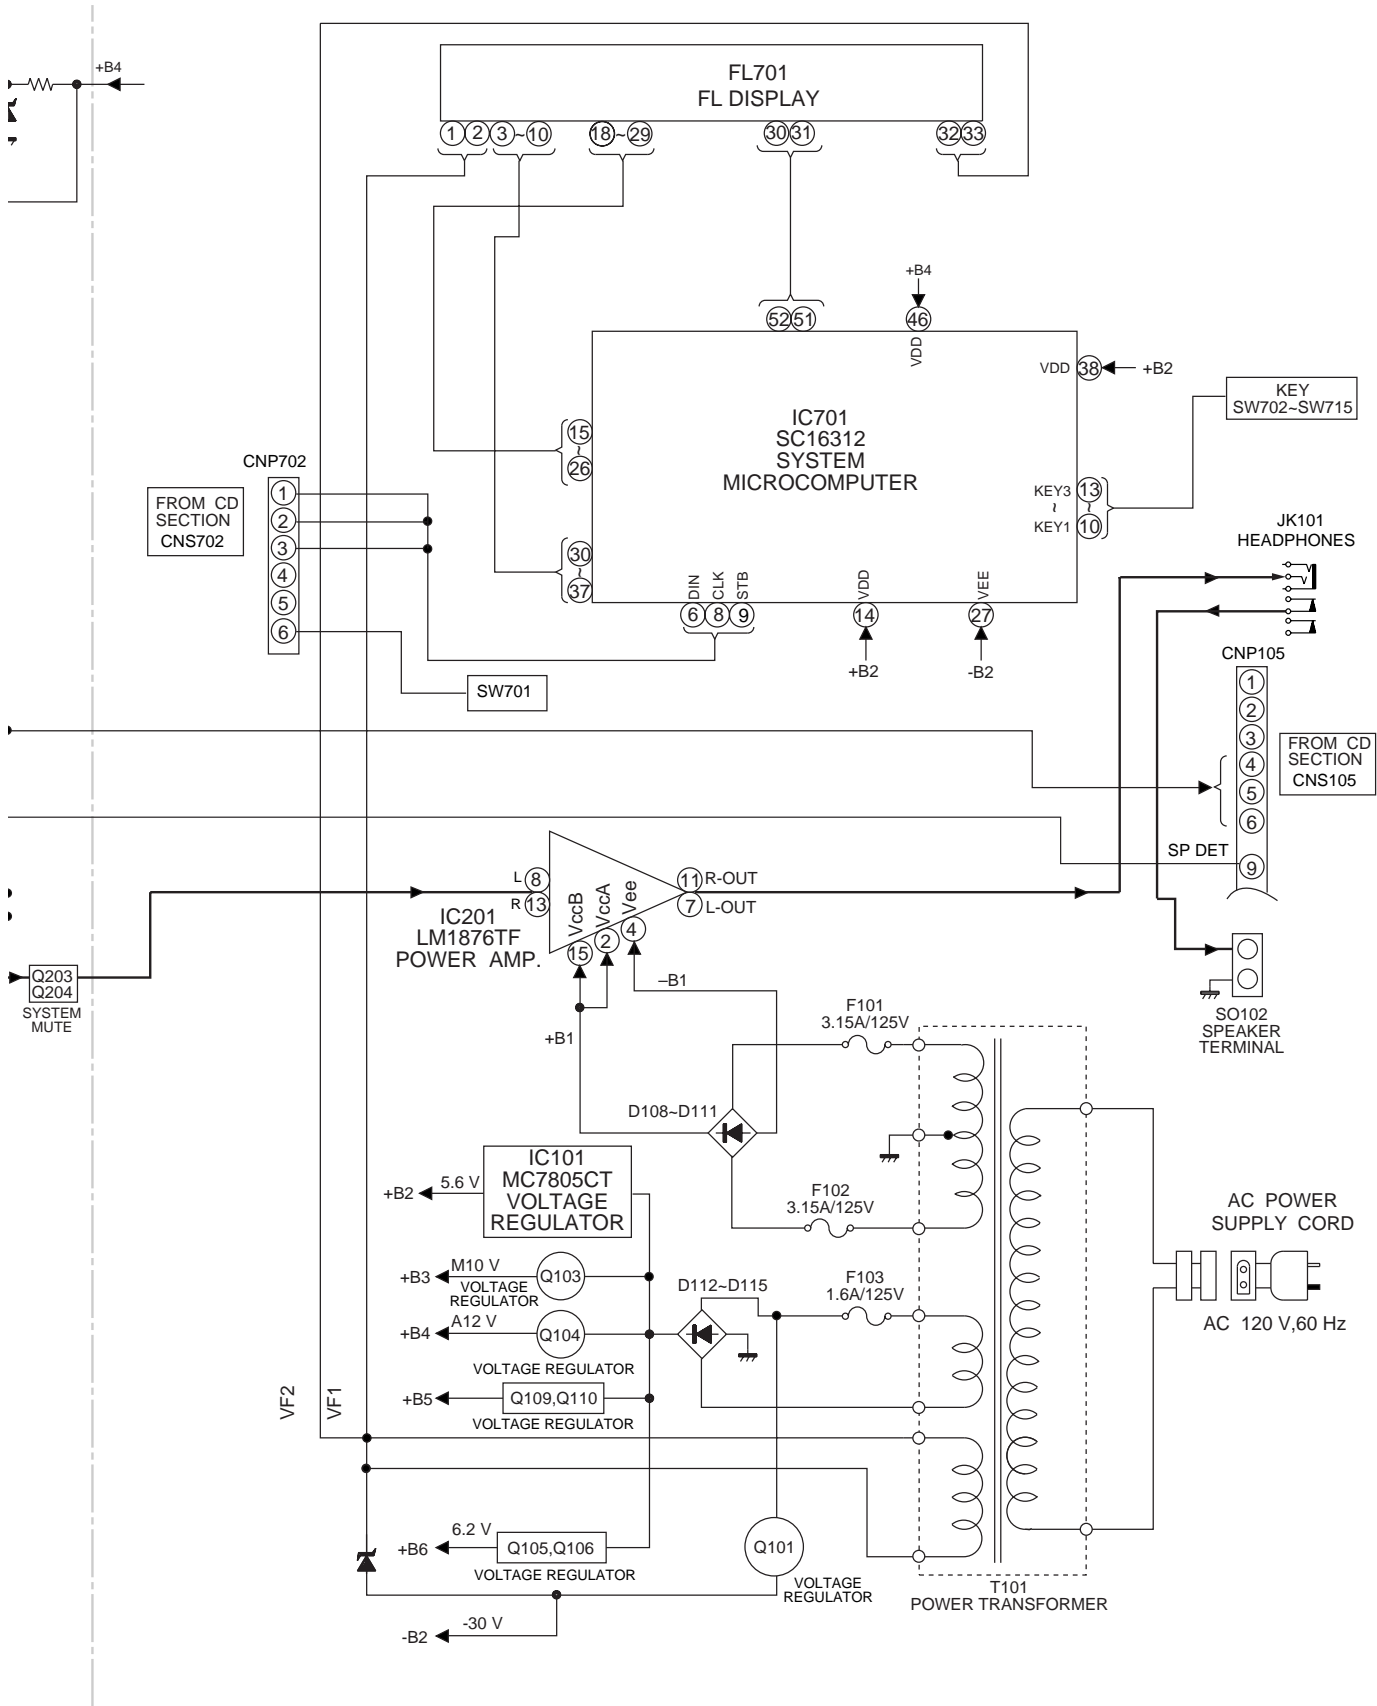 +B4
FL701
FL DISPLAY
1 2 3 ~ 10 18 ~ 29 30 31 32 33
+B4
52 51 46
VDD
VDD 38 +B2
KEY
SW702~SW715
IC701
SC16312
SYSTEM
MICROCOMPUTER
15
~
26
KEY3 13
~ ~
KEY1 10
30
~
37
DIN CLK STB VDD VEE
6 8 9 14 27
+B2 -B2
CNP702
1
2
3
4
5
6
FROM CD
SECTION
CNS702
SW701
JK101
HEADPHONES
CNP105
1
2
3
4
5
6
SP DET 9
FROM CD
SECTION
CNS105
L 8
R 13
VccB VccA Vee
15 2 4
11 R-OUT
7 L-OUT
IC201
LM1876TF
POWER AMP.
Q203
Q204
SYSTEM
MUTE
–B1
+B1
SO102
SPEAKER
TERMINAL
F101
3.15A/125V
D108~D111
F102
3.15A/125V
IC101
MC7805CT
VOLTAGE
REGULATOR
+B2 5.6 V
+B3 M10 V Q103
VOLTAGE
REGULATOR
D112~D115
F103
1.6A/125V
+B4 A12 V Q104
VOLTAGE REGULATOR
+B5 Q109,Q110
VOLTAGE REGULATOR
AC POWER
SUPPLY CORD
AC 120 V,60 Hz
VF2 VF1
+B6 6.2 V Q105,Q106
VOLTAGE REGULATOR
Q101
VOLTAGE
REGULATOR
T101
POWER TRANSFORMER
-B2 -30 V